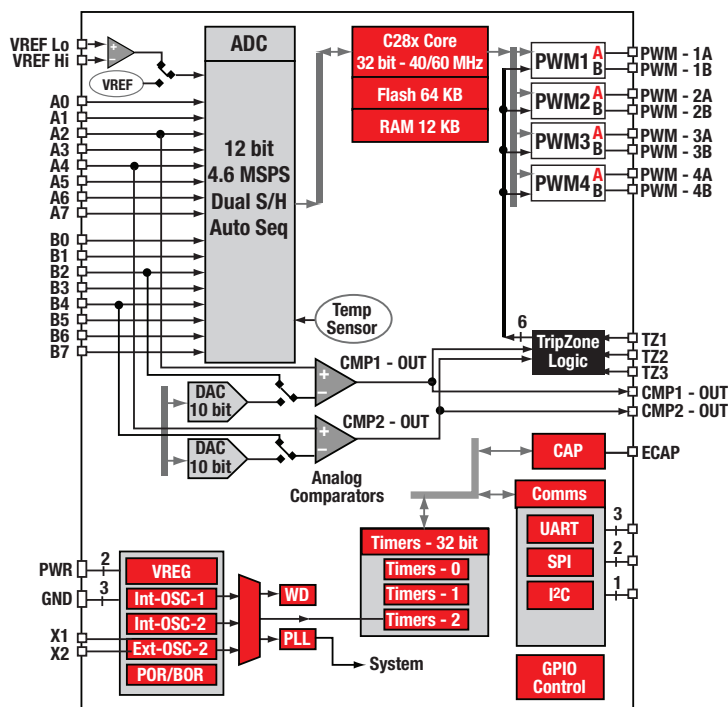 VREF Lo
VREF Hi
VREF
A0
A1
A2
A3
A4
A5
A6
A7
B0
B1
B2
B3
B4
B5
B6
B7
ADC
12 bit
4.6 MSPS
Dual S/H
Auto Seq
C28x Core
32 bit - 40/60 MHz
Flash 64 KB
RAM 12 KB
PWM1 A
B
PWM2 A
B
PWM3 A
B
PWM4 A
B
PWM - 1A
PWM - 1B
PWM - 2A
PWM - 2B
PWM - 3A
PWM - 3B
PWM - 4A
PWM - 4B
Temp
Sensor
6
TripZone
Logic
TZ1
TZ2
TZ3
CMP1 - OUT
CMP2 - OUT
DAC
10 bit
CMP1 - OUT
DAC
10 bit
CMP2 - OUT
Analog
Comparators
CAP
ECAP
Comms
UART
3
SPI
2
I²C
1
GPIO
Control
Timers - 32 bit
Timers - 0
Timers - 1
Timers - 2
PWR
2
GND
3
X1
X2
VREG
Int-OSC-1
Int-OSC-2
Ext-OSC-2
POR/BOR
WD
PLL
System